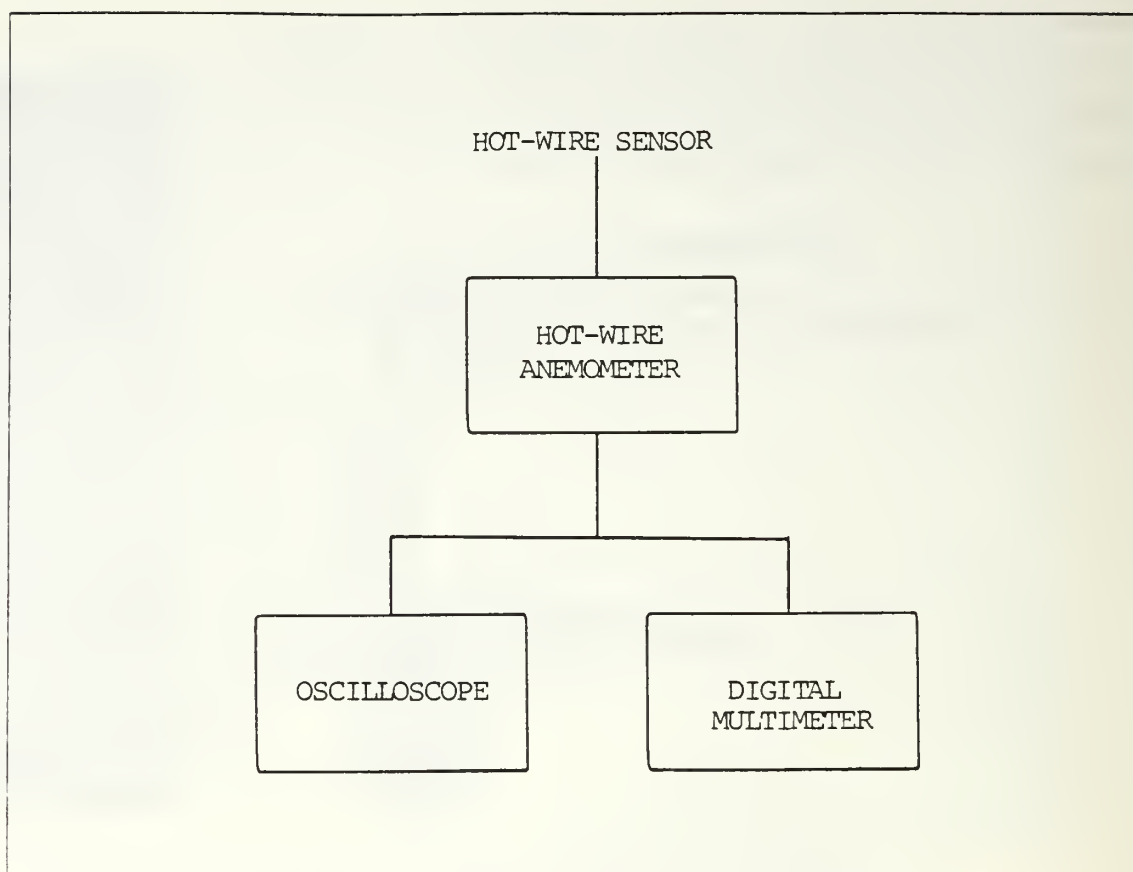 HOT-WIRE SENSOR
HOT-WIRE
ANEMOMETER
OSCILLOSCOPE
DIGITAL
MULTIMETER